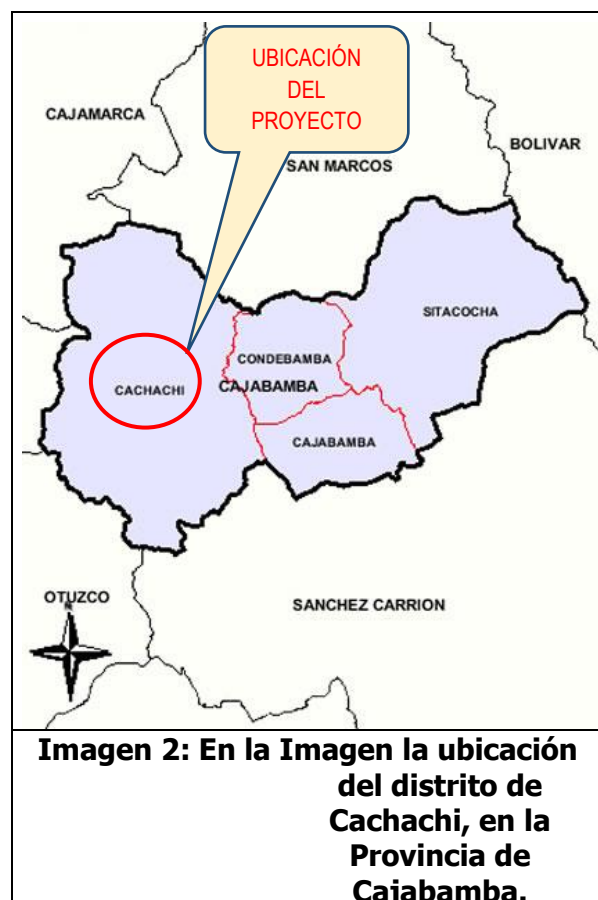 UBICACIÓN
DEL
PROYECTO
CAJAMARCA
BOLIVAR
SAN MARCOS
SITACOCHA
CONDEBAMBA
CACHACHI
CAJABAMBA
CAJABAMBA
OTUZCO
N
SANCHEZ CARRION
Imagen 2: En la Imagen la ubicación
del distrito de
Cachachi, en la
Provincia de
Cajabamba.